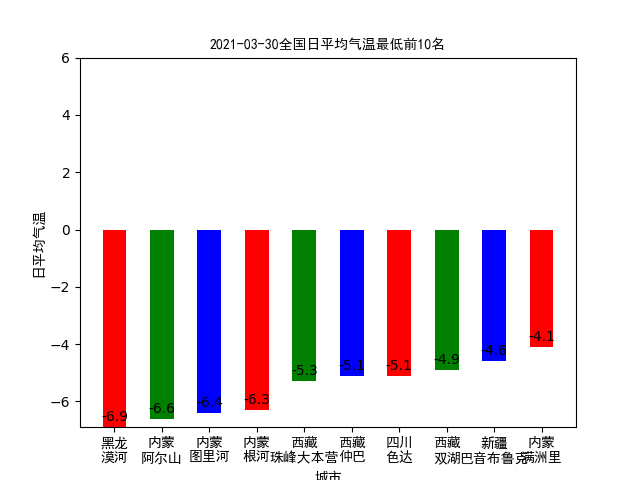 2021-03-30全国日平均气温最低前10名
6
4
2
0
−2
−4
−6
日平均气温
-6.9
-6.6
-6.4
-6.3
-5.3
-5.1
-5.1
-4.9
-4.6
-4.1
黑龙
漠河
内蒙
阿尔山
内蒙
图里河
内蒙
根河
西藏
珠峰大本营
西藏
仲巴
四川
色达
西藏
双湖
新疆
巴音布鲁克
内蒙
满洲里
城市